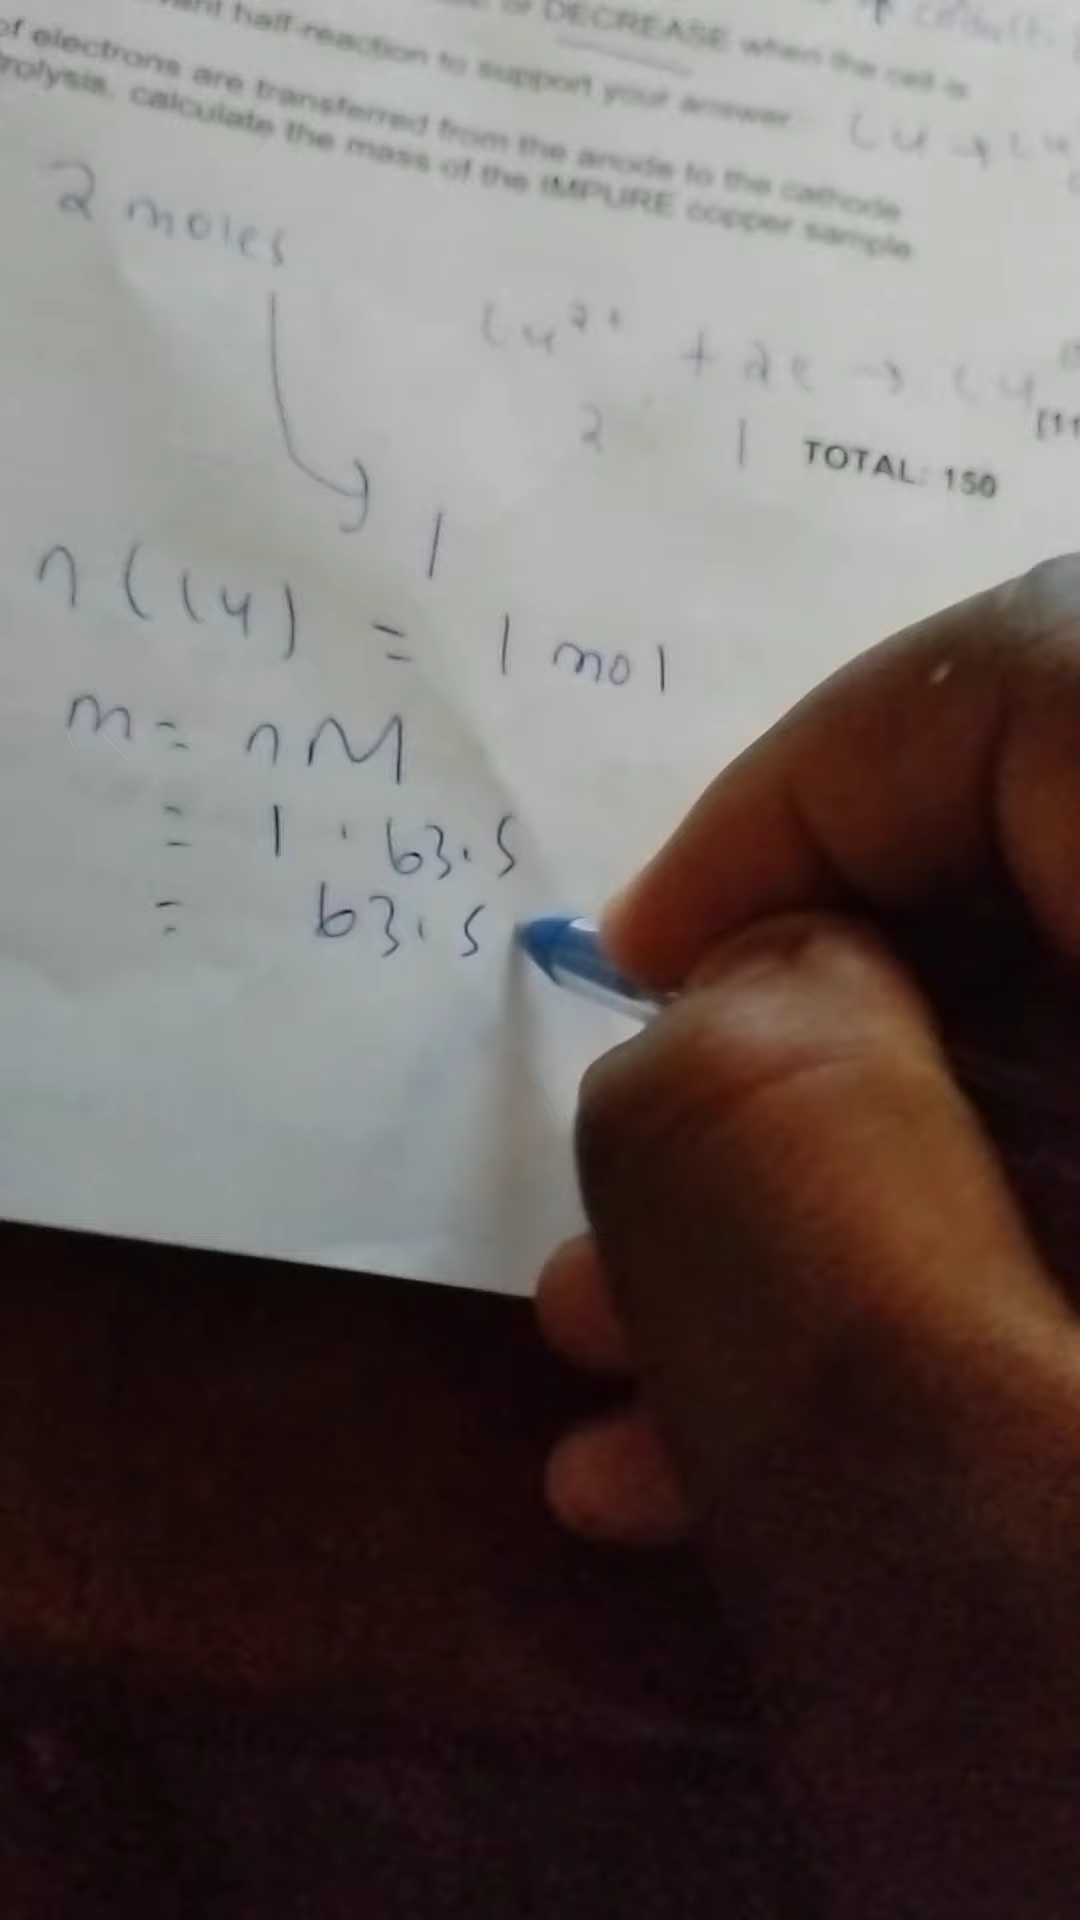 DECREASE when the cell is
half-reaction to support your answer.
Cu →
of electrons are transferred from the anode to the cathode
calculate the mass of the IMPURE copper sample.
2 moles
Cu²⁺ + 2e → Cu
2 1
[11
TOTAL: 150
1
n(Cu) = 1 mol
m = nM
= 1 · 63.5
= 63.5